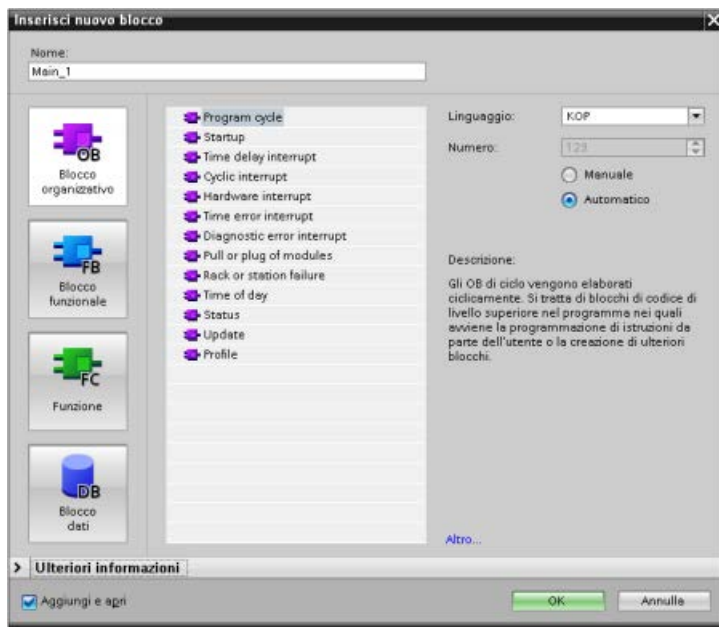 Inserisci nuovo blocco
Nome:
Main_1
OB
Blocco
organizzativo
FB
Blocco
funzionale
FC
Funzione
DB
Blocco
dati
Program cycle
Startup
Time delay interrupt
Cyclic interrupt
Hardware interrupt
Time error interrupt
Diagnostic error interrupt
Pull or plug of modules
Rack or station failure
Time of day
Status
Update
Profile
Linguaggio:
KOP
Numero:
123
Manuale
Automatico
Descrizione:
Gli OB di ciclo vengono elaborati
ciclicamente. Si tratta di blocchi di codice di
livello superiore nel programma nei quali
avviene la programmazione di istruzioni da
parte dell'utente o la creazione di ulteriori
blocchi.
Altro...
Ulteriori informazioni
Aggiungi e apri
OK
Annulla